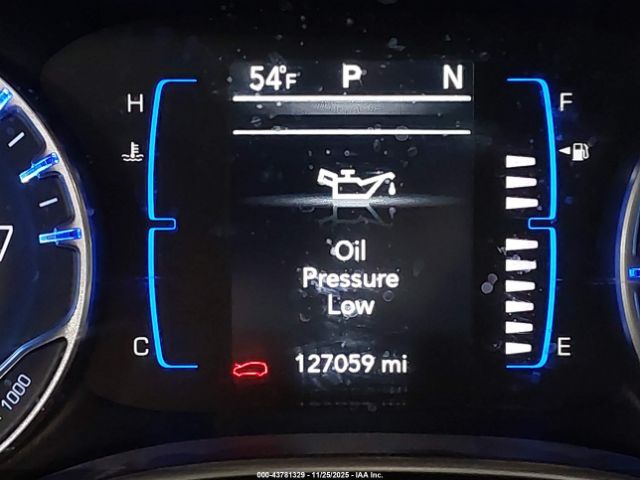 54°F P N
H
F
Oil
Pressure
Low
C
E
127059 mi
1000
000-43781329 - 11/25/2025 - IAA Inc.